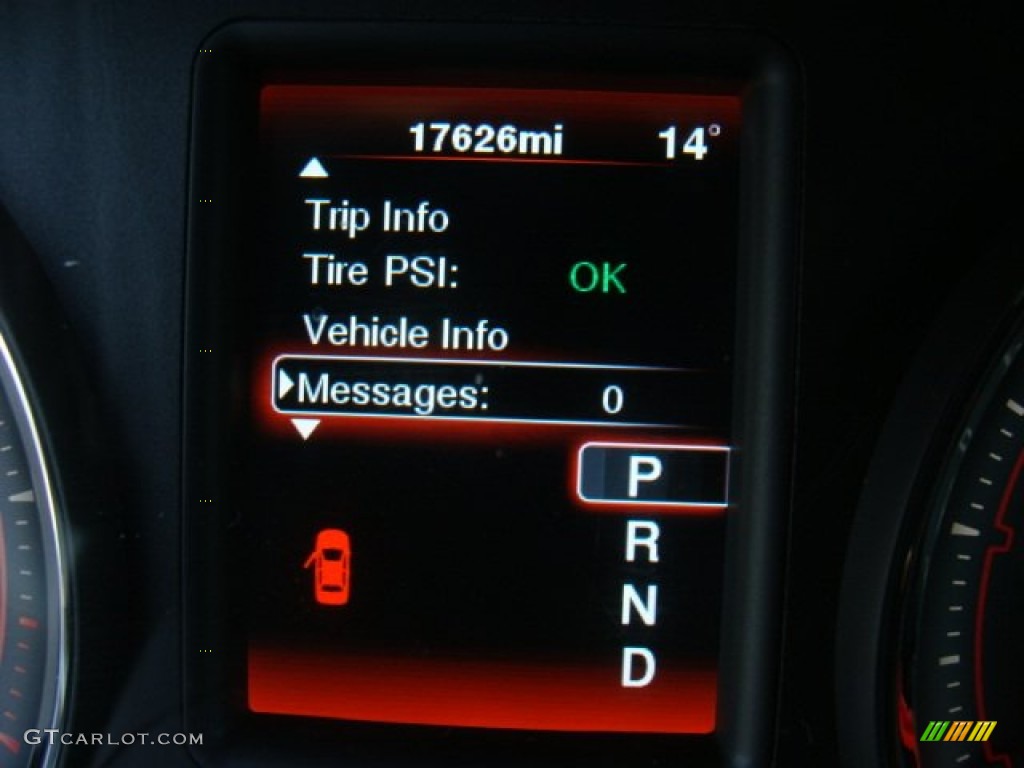 17626mi 14°
Trip Info
Tire PSI: OK
Vehicle Info
Messages: 0
P
R
N
D
GTCARLOT.COM